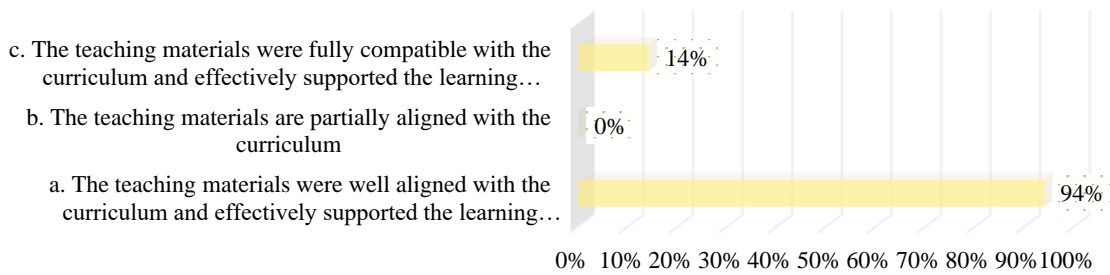 c. The teaching materials were fully compatible with the
curriculum and effectively supported the learning…
14%
b. The teaching materials are partially aligned with the
curriculum
0%
a. The teaching materials were well aligned with the
curriculum and effectively supported the learning…
94%
0% 10% 20% 30% 40% 50% 60% 70% 80% 90%100%